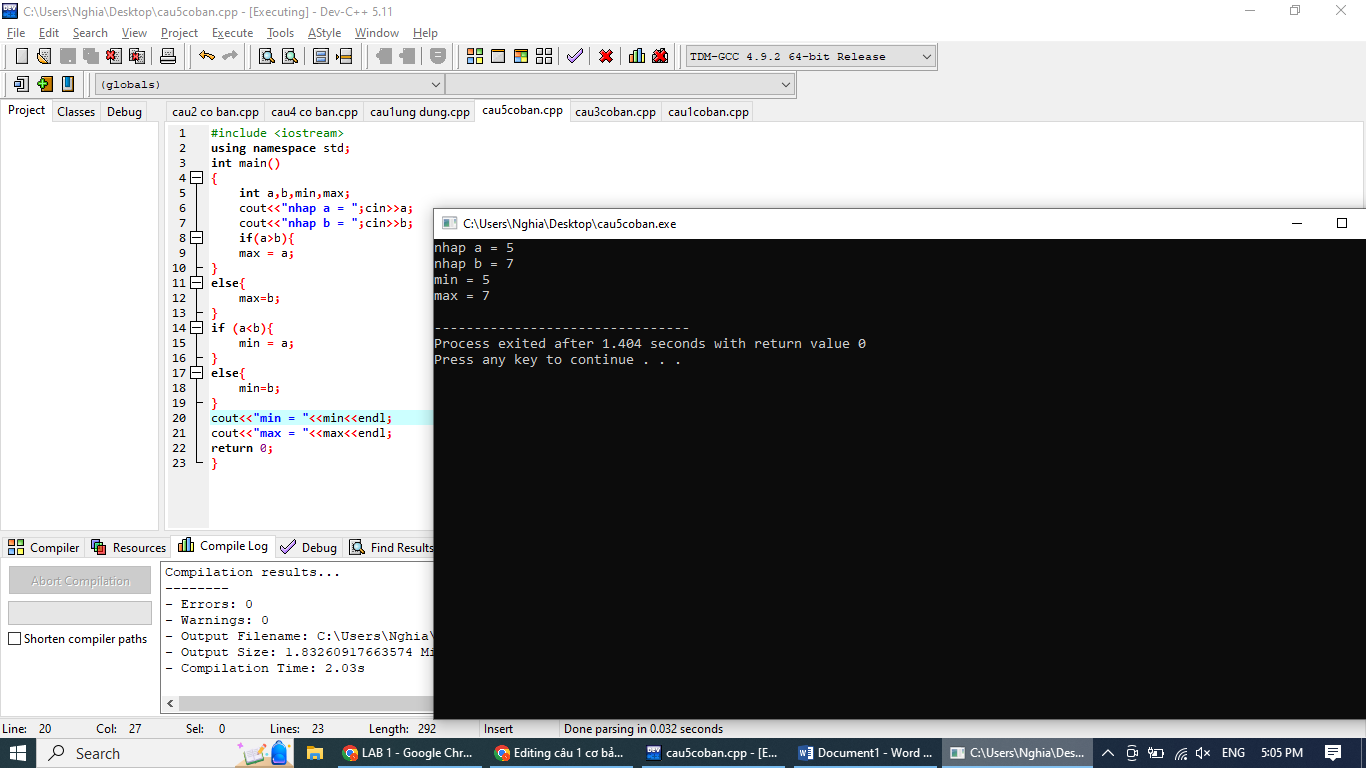 C:\Users\Nghia\Desktop\cau5coban.cpp - [Executing] - Dev-C++ 5.11
File Edit Search View Project Execute Tools AStyle Window Help
TDM-GCC 4.9.2 64-bit Release
(globals)
Project Classes Debug
cau2 co ban.cpp cau4 co ban.cpp cau1ung dung.cpp cau5coban.cpp cau3coban.cpp cau1coban.cpp
1 #include <iostream>
2 using namespace std;
3 int main()
4 {
5 int a,b,min,max;
6 cout<<"nhap a = ";cin>>a;
7 cout<<"nhap b = ";cin>>b;
8 if(a>b){
9 max = a;
10 }
11 else{
12 max=b;
13 }
14 if (a<b){
15 min = a;
16 }
17 else{
18 min=b;
19 }
20 cout<<"min = "<<min<<endl;
21 cout<<"max = "<<max<<endl;
22 return 0;
23 }
C:\Users\Nghia\Desktop\cau5coban.exe
nhap a = 5
nhap b = 7
min = 5
max = 7
--------------------------------
Process exited after 1.404 seconds with return value 0
Press any key to continue . . .
Compiler Resources Compile Log Debug Find Results
Abort Compilation
Shorten compiler paths
Compilation results...
--------
- Errors: 0
- Warnings: 0
- Output Filename: C:\Users\Nghia\
- Output Size: 1.83260917663574 Mi
- Compilation Time: 2.03s
Line: 20 Col: 27 Sel: 0 Lines: 23 Length: 292 Insert Done parsing in 0.032 seconds
Search
LAB 1 - Google Chr...
Editing câu 1 cơ bả...
cau5coban.cpp - [E...
Document1 - Word ...
C:\Users\Nghia\Des...
ENG 5:05 PM